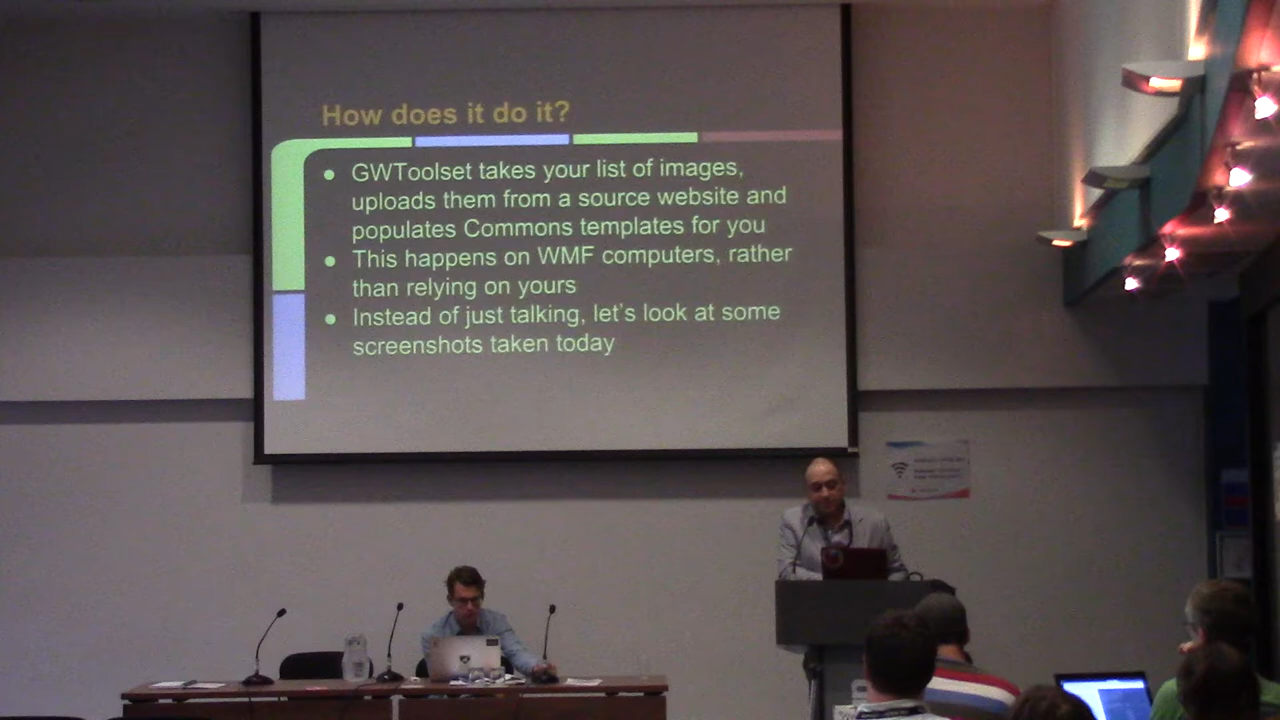 How does it do it?
● GWToolset takes your list of images,
uploads them from a source website and
populates Commons templates for you
● This happens on WMF computers, rather
than relying on yours
● Instead of just talking, let's look at some
screenshots taken today